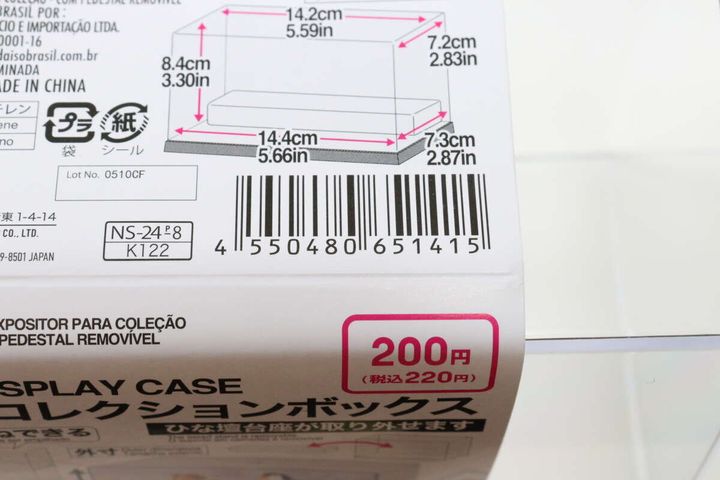 COLEÇÃO - COM PEDESTAL REMOVÍVEL
BRASIL POR:
CIO E IMPORTAÇÃO LTDA.
0001-16
daisobrasil.com.br
MINADA
ADE IN CHINA
14.2cm
5.59in
7.2cm
2.83in
8.4cm
3.30in
14.4cm
5.66in
7.3cm
2.87in
チレン
ene
no
プラ
袋
紙
シール
Lot No. 0510CF
東 1-4-14
CO., LTD.
9-8501 JAPAN
NS-24 P 8
K122
4 550480 651415
XPOSITOR PARA COLEÇÃO
PEDESTAL REMOVÍVEL
200円
(税込220円)
SPLAY CASE
コレクションボックス
ねできる
ひな壇台座が取り外せます
外寸